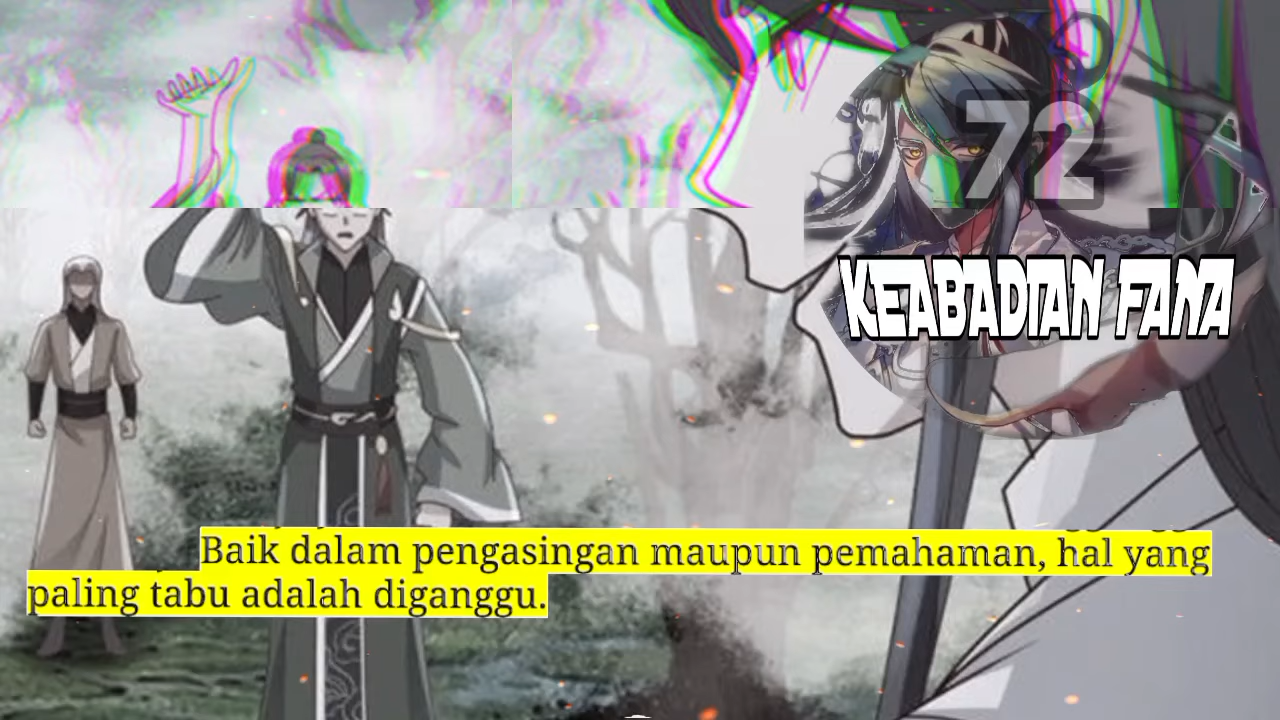 72
KEABADIAN FANA
Baik dalam pengasingan maupun pemahaman, hal yang
paling tabu adalah diganggu.